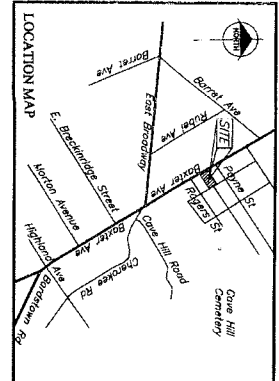 NORTH
LOCATION MAP
Barret Ave
Barret Ave
East Broadway
Rubel Ave
SITE
Baxter Ave
Payne St
Rogers St
Cave Hill
Cemetery
E. Breckinridge
Street
Morton Avenue
Highland Ave
Baxter Ave
Cave Hill Road
Cherokee Rd
Bardstown Rd